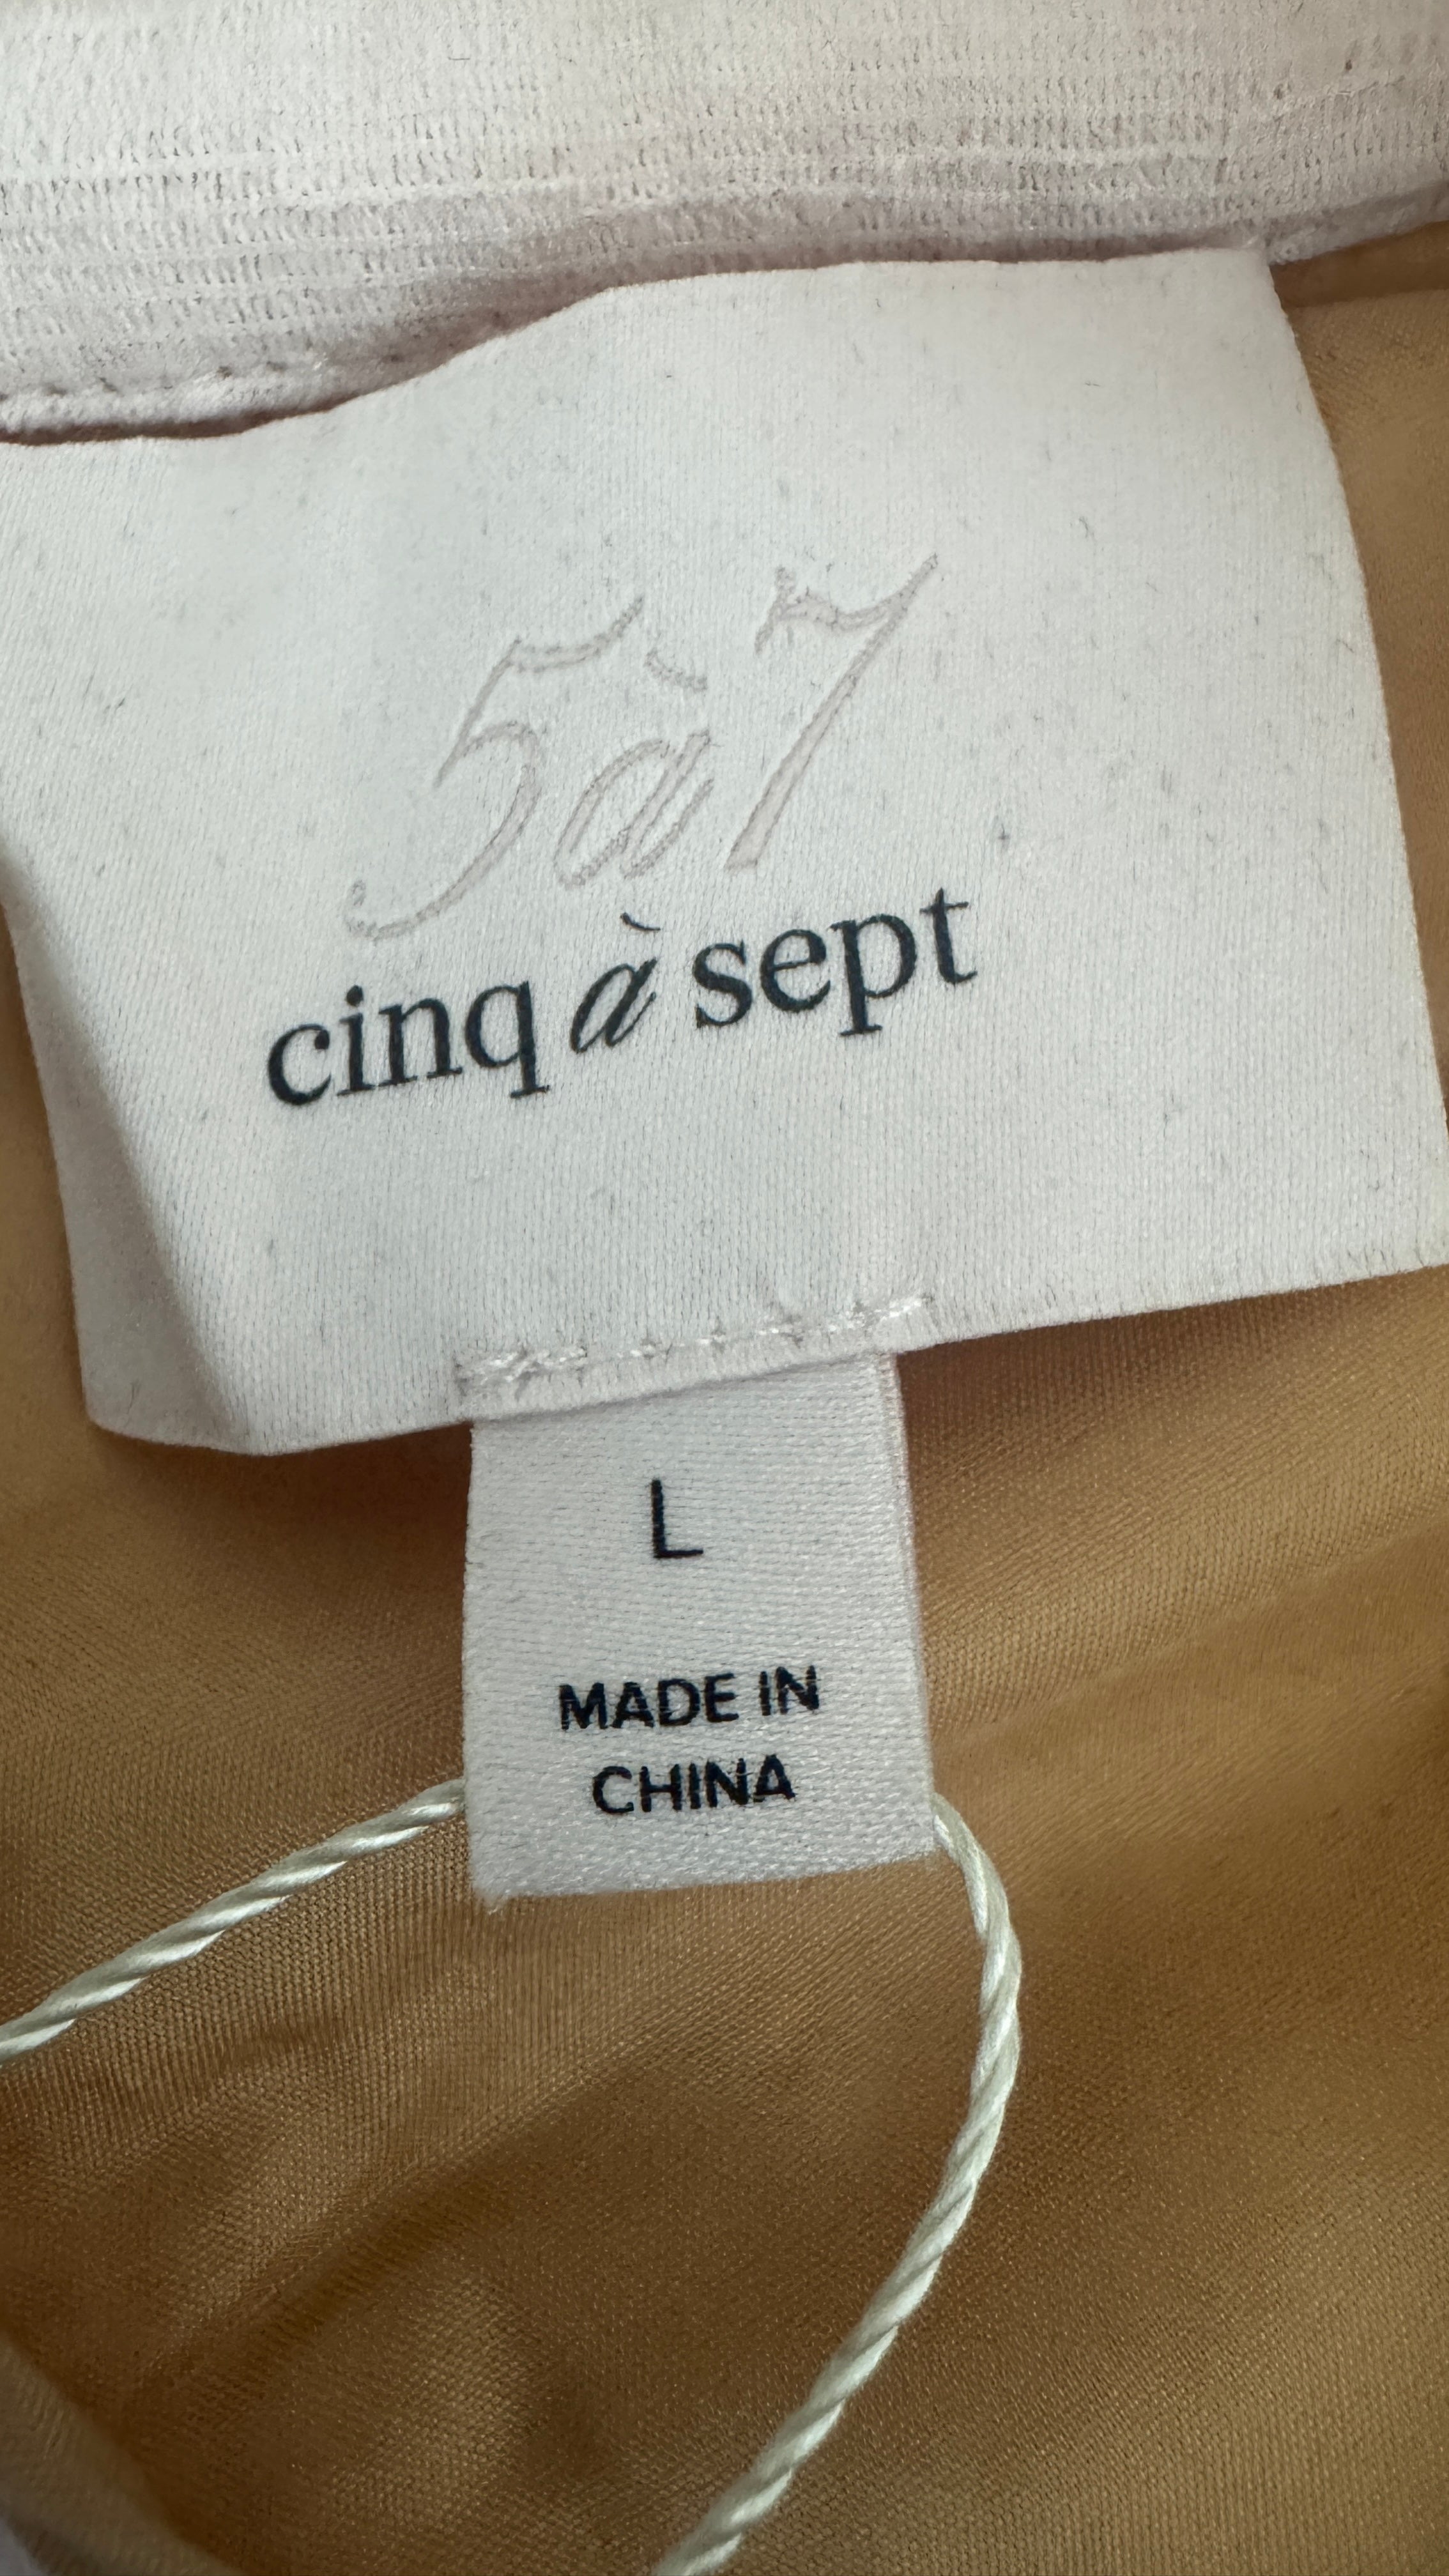 5à7
cinq à sept
L
MADE IN
CHINA